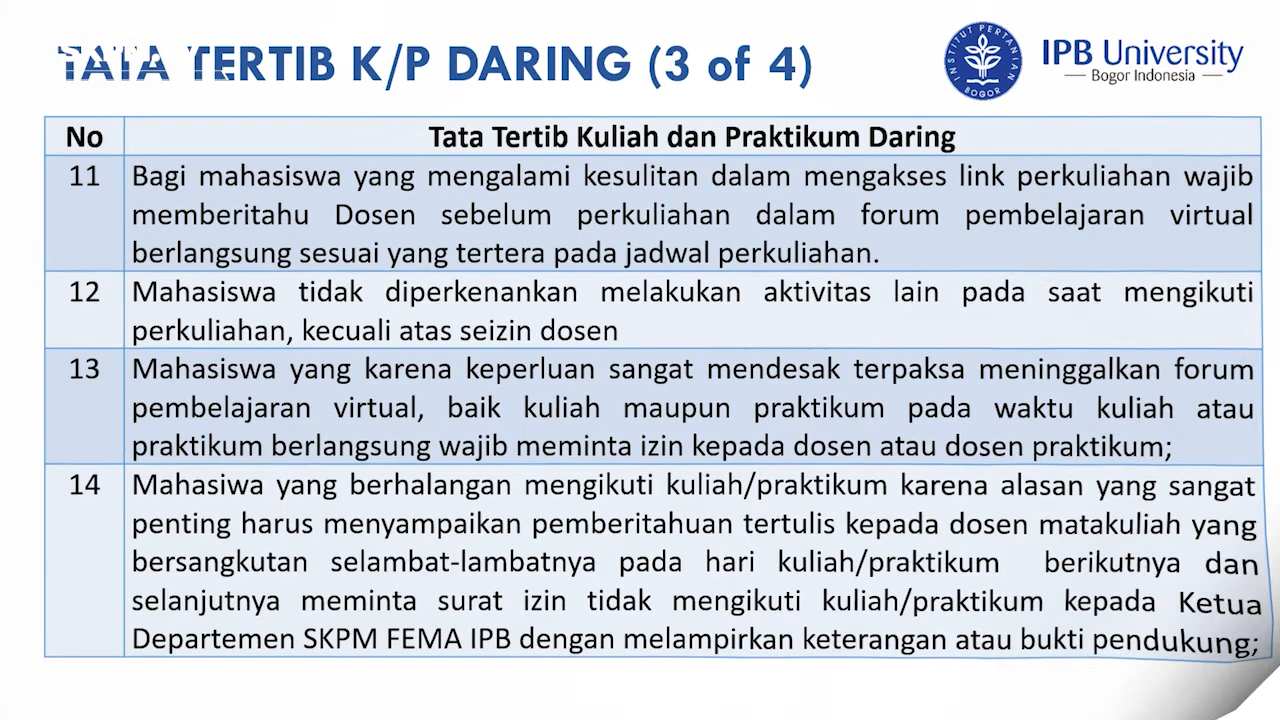 TATA TERTIB K/P DARING (3 of 4)
INSTITUT PERTANIAN
BOGOR
IPB University
Bogor Indonesia
No
Tata Tertib Kuliah dan Praktikum Daring
11
Bagi mahasiswa yang mengalami kesulitan dalam mengakses link perkuliahan wajib
memberitahu Dosen sebelum perkuliahan dalam forum pembelajaran virtual
berlangsung sesuai yang tertera pada jadwal perkuliahan.
12
Mahasiswa tidak diperkenankan melakukan aktivitas lain pada saat mengikuti
perkuliahan, kecuali atas seizin dosen
13
Mahasiswa yang karena keperluan sangat mendesak terpaksa meninggalkan forum
pembelajaran virtual, baik kuliah maupun praktikum pada waktu kuliah atau
praktikum berlangsung wajib meminta izin kepada dosen atau dosen praktikum;
14
Mahasiwa yang berhalangan mengikuti kuliah/praktikum karena alasan yang sangat
penting harus menyampaikan pemberitahuan tertulis kepada dosen matakuliah yang
bersangkutan selambat-lambatnya pada hari kuliah/praktikum berikutnya dan
selanjutnya meminta surat izin tidak mengikuti kuliah/praktikum kepada Ketua
Departemen SKPM FEMA IPB dengan melampirkan keterangan atau bukti pendukung;